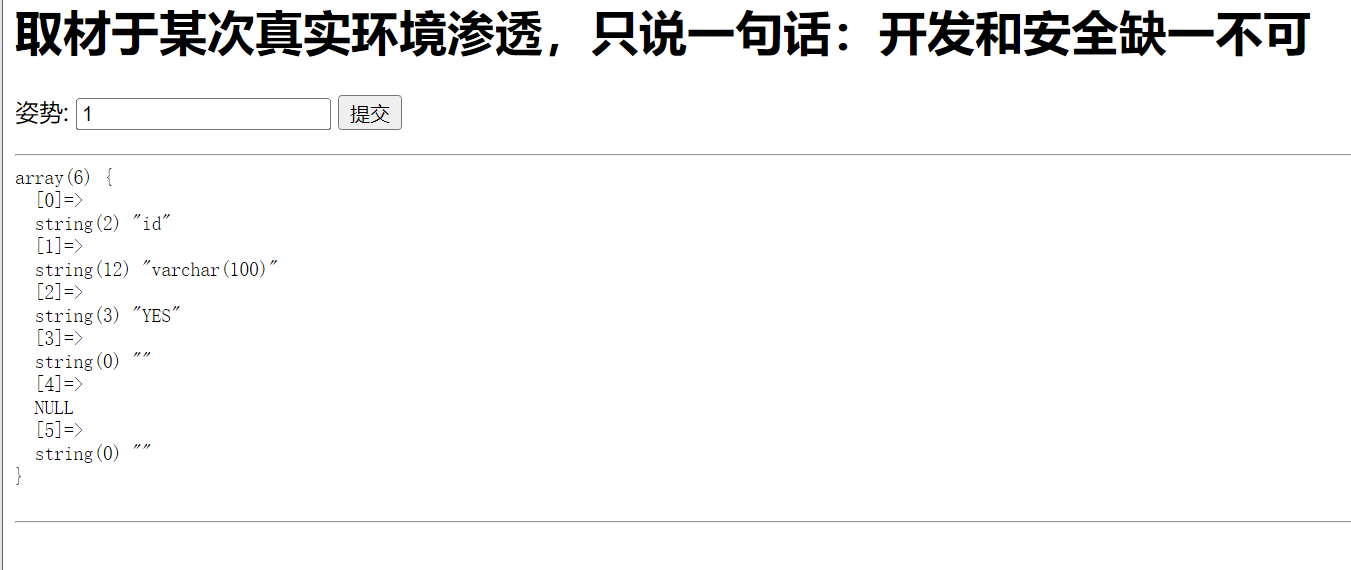 取材于某次真实环境渗透，只说一句话：开发和安全缺一不可
姿势: 1 提交
array(6) {
  [0]=>
  string(2) "id"
  [1]=>
  string(12) "varchar(100)"
  [2]=>
  string(3) "YES"
  [3]=>
  string(0) ""
  [4]=>
  NULL
  [5]=>
  string(0) ""
}